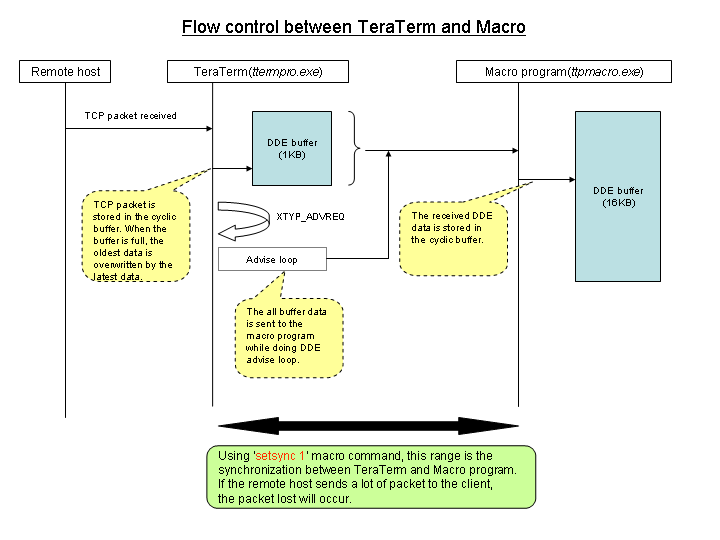 Flow control between TeraTerm and Macro
Remote host
TeraTerm(ttermpro.exe)
Macro program(ttpmacro.exe)
TCP packet received
DDE buffer
(1KB)
DDE buffer
(16KB)
TCP packet is
stored in the cyclic
buffer. When the
buffer is full, the
oldest data is
overwritten by the
latest data.
XTYP_ADVREQ
The received DDE
data is stored in
the cyclic buffer.
Advise loop
The all buffer data
is sent to the
macro program
while doing DDE
advise loop.
Using 'setsync 1' macro command, this range is the
synchronization between TeraTerm and Macro program.
If the remote host sends a lot of packet to the client,
the packet lost will occur.